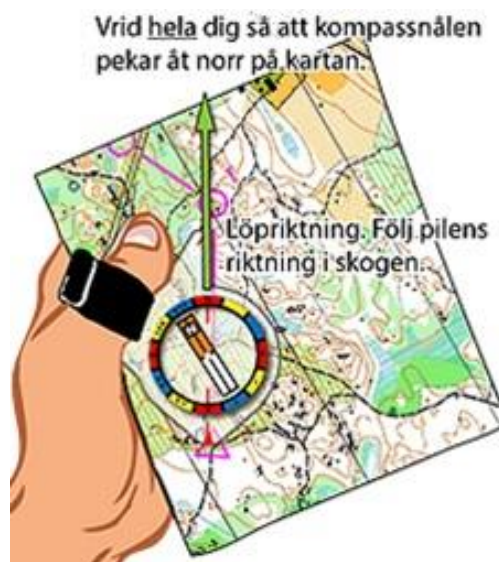 Vrid hela dig så att kompassnålen
pekar åt norr på kartan.
Löpriktning. Följ pilens
riktning i skogen.